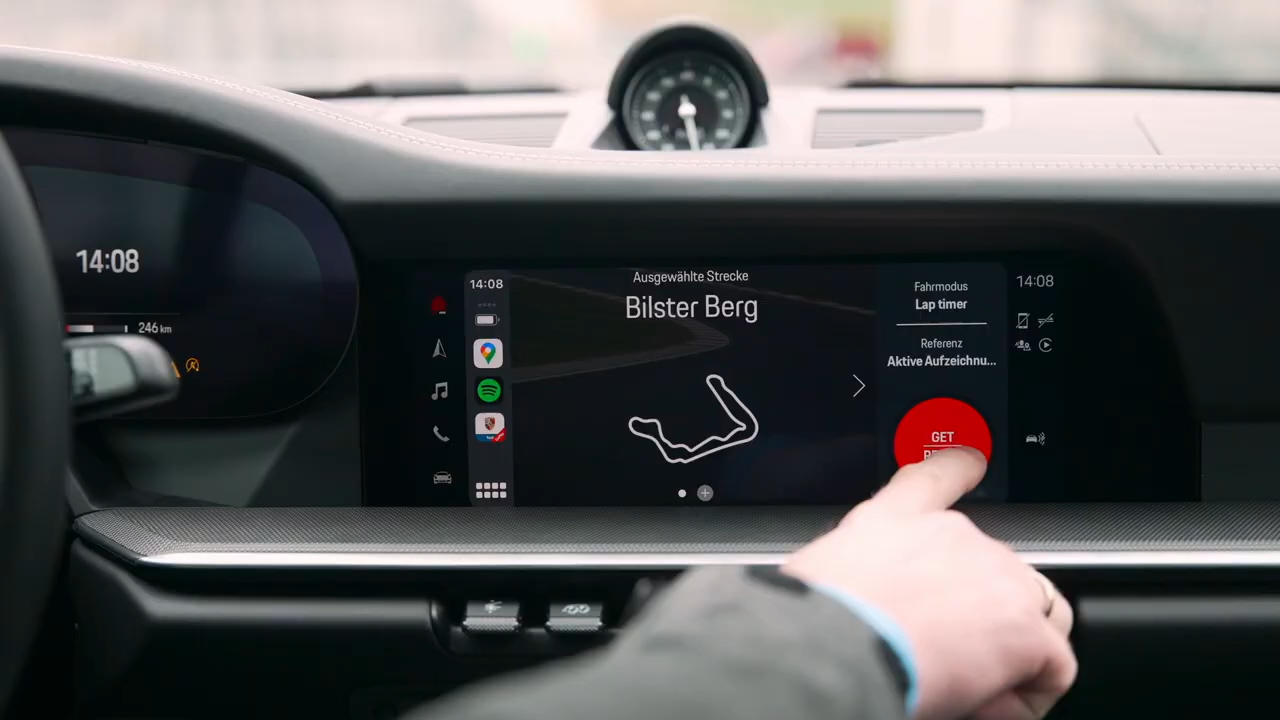 14:08
246 km
14:08
Ausgewählte Strecke
Bilster Berg
Fahrmodus
Lap timer
Referenz
Aktive Aufzeichnu...
GET
14:08